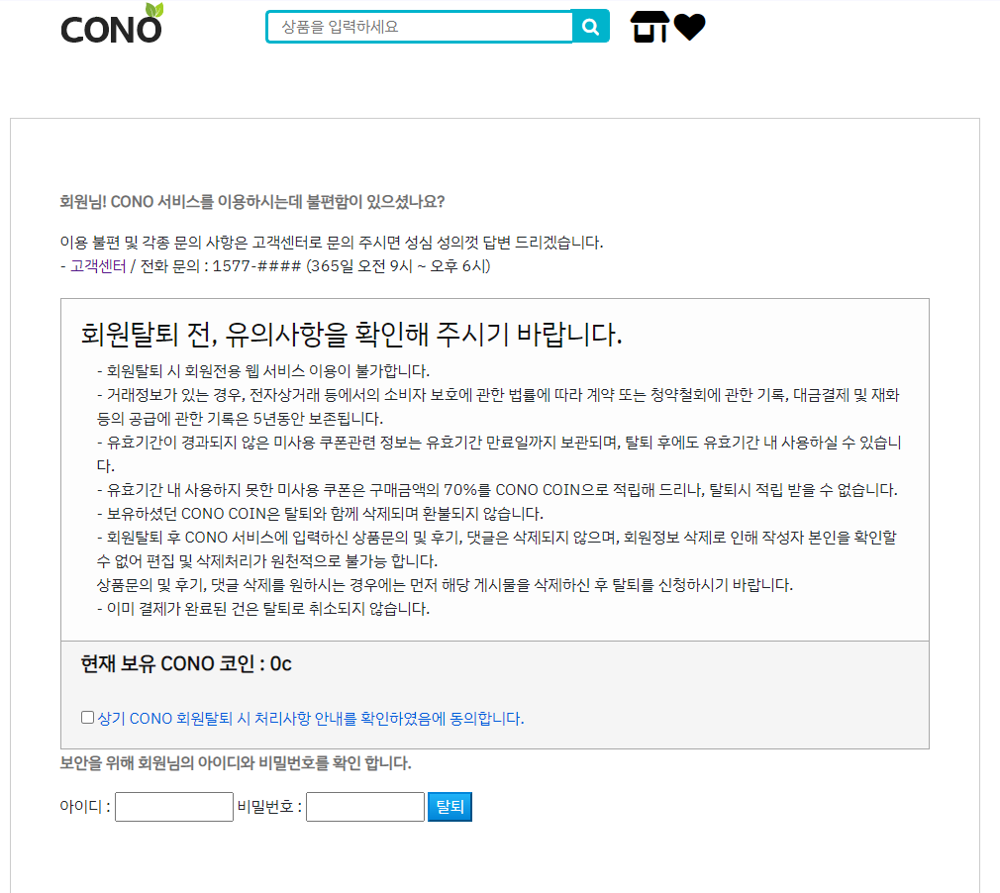 CONO
상품을 입력하세요
회원님! CONO 서비스를 이용하시는데 불편함이 있으셨나요?
이용 불편 및 각종 문의 사항은 고객센터로 문의 주시면 성심 성의껏 답변 드리겠습니다.
- 고객센터 / 전화 문의 : 1577-#### (365일 오전 9시 ~ 오후 6시)
회원탈퇴 전, 유의사항을 확인해 주시기 바랍니다.
- 회원탈퇴 시 회원전용 웹 서비스 이용이 불가합니다.
- 거래정보가 있는 경우, 전자상거래 등에서의 소비자 보호에 관한 법률에 따라 계약 또는 청약철회에 관한 기록, 대금결제 및 재화
등의 공급에 관한 기록은 5년동안 보존됩니다.
- 유효기간이 경과되지 않은 미사용 쿠폰관련 정보는 유효기간 만료일까지 보관되며, 탈퇴 후에도 유효기간 내 사용하실 수 있습니
다.
- 유효기간 내 사용하지 못한 미사용 쿠폰은 구매금액의 70%를 CONO COIN으로 적립해 드리나, 탈퇴시 적립 받을 수 없습니다.
- 보유하셨던 CONO COIN은 탈퇴와 함께 삭제되며 환불되지 않습니다.
- 회원탈퇴 후 CONO 서비스에 입력하신 상품문의 및 후기, 댓글은 삭제되지 않으며, 회원정보 삭제로 인해 작성자 본인을 확인할
수 없어 편집 및 삭제처리가 원천적으로 불가능 합니다.
상품문의 및 후기, 댓글 삭제를 원하시는 경우에는 먼저 해당 게시물을 삭제하신 후 탈퇴를 신청하시기 바랍니다.
- 이미 결제가 완료된 건은 탈퇴로 취소되지 않습니다.
현재 보유 CONO 코인 : 0c
상기 CONO 회원탈퇴 시 처리사항 안내를 확인하였음에 동의합니다.
보안을 위해 회원님의 아이디와 비밀번호를 확인 합니다.
아이디 : 비밀번호 : 탈퇴